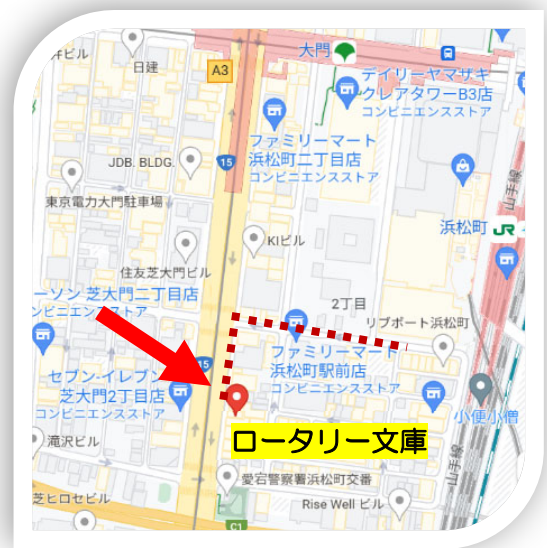 大門
井ビル
日建
A3
デイリーヤマザキ
クレアタワーB3店
コンビニエンスストア
ファミリーマート
浜松町二丁目店
コンビニエンスストア
JDB. BLDG.
15
東京電力大門駐車場
山手線
浜松町 JR
KIビル
住友芝大門ビル
ーソン 芝大門二丁目店
ンビニエンスストア
2丁目
リブポート浜松町
ファミリーマート
浜松町駅前店
コンビニエンスストア
15
セブン-イレブン
芝大門2丁目店
コンビニエンスストア
小便小僧
ロータリー文庫
滝沢ビル
山手線
愛宕警察署浜松町交番
芝ヒロセビル
Rise Well ビル
C1